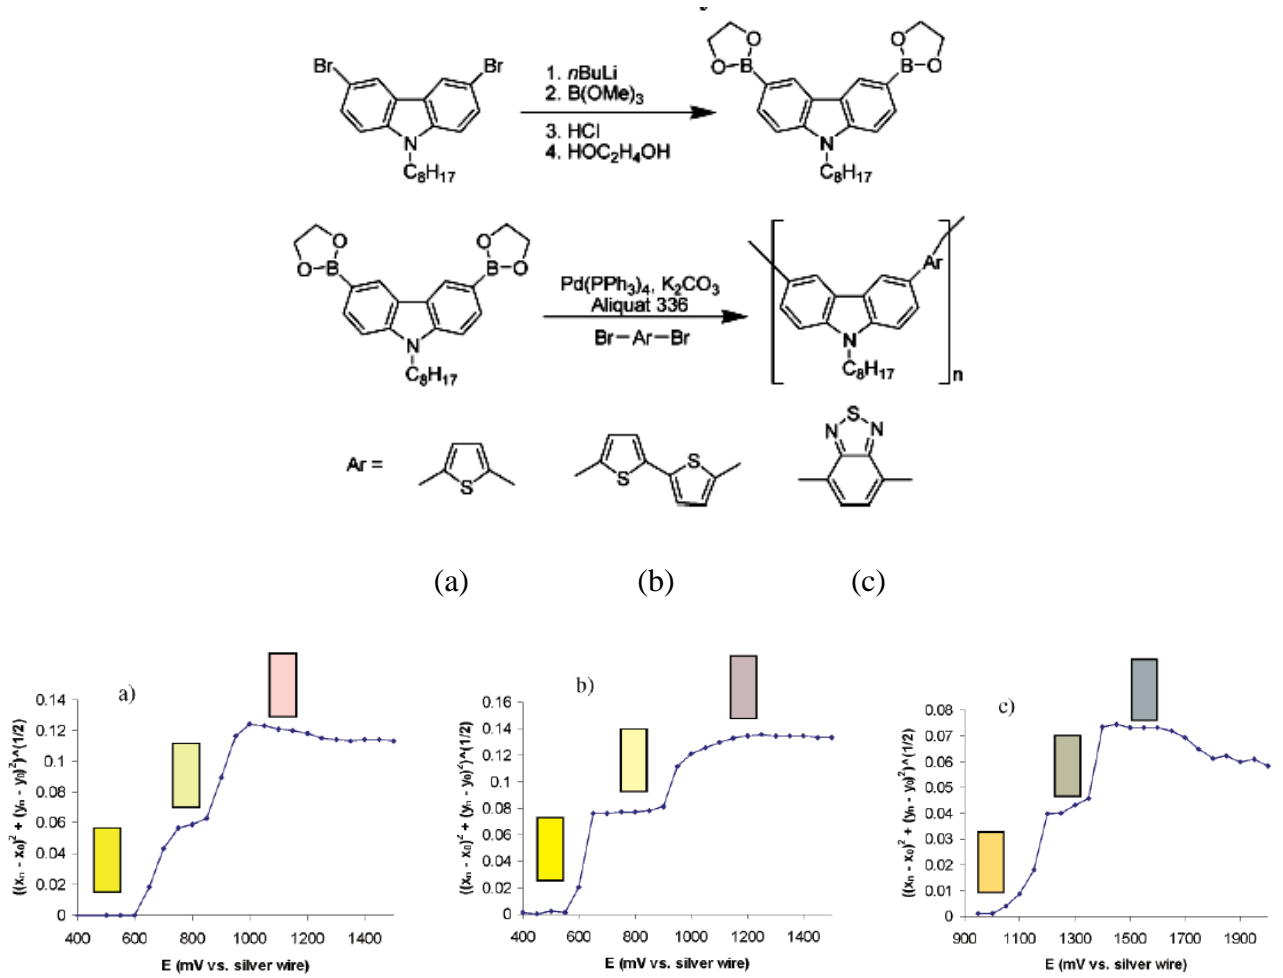 Br
Br
N
C8H17
1. nBuLi
2. B(OMe)3
3. HCl
4. HOC2H4OH
O
O
B
O
B
O
N
C8H17
O
O
B
O
B
O
N
C8H17
Pd(PPh3)4, K2CO3
Aliquat 336
Br–Ar–Br
Ar
N
C8H17
n
Ar =
S
S
S
S
N
N
(a) (b) (c)
a)
((xn - x0)^2 + (yn - y0)^2)^(1/2)
0.14
0.12
0.1
0.08
0.06
0.04
0.02
0
400 600 800 1000 1200 1400
E (mV vs. silver wire)
b)
((xn - x0)^2 + (yn - y0)^2)^(1/2)
0.16
0.14
0.12
0.1
0.08
0.06
0.04
0.02
0
400 600 800 1000 1200 1400
E (mV vs. silver wire)
c)
((xn - x0)^2 + (yn - y0)^2)^(1/2)
0.08
0.07
0.06
0.05
0.04
0.03
0.02
0.01
0
900 1100 1300 1500 1700 1900
E (mV vs. silver wire)